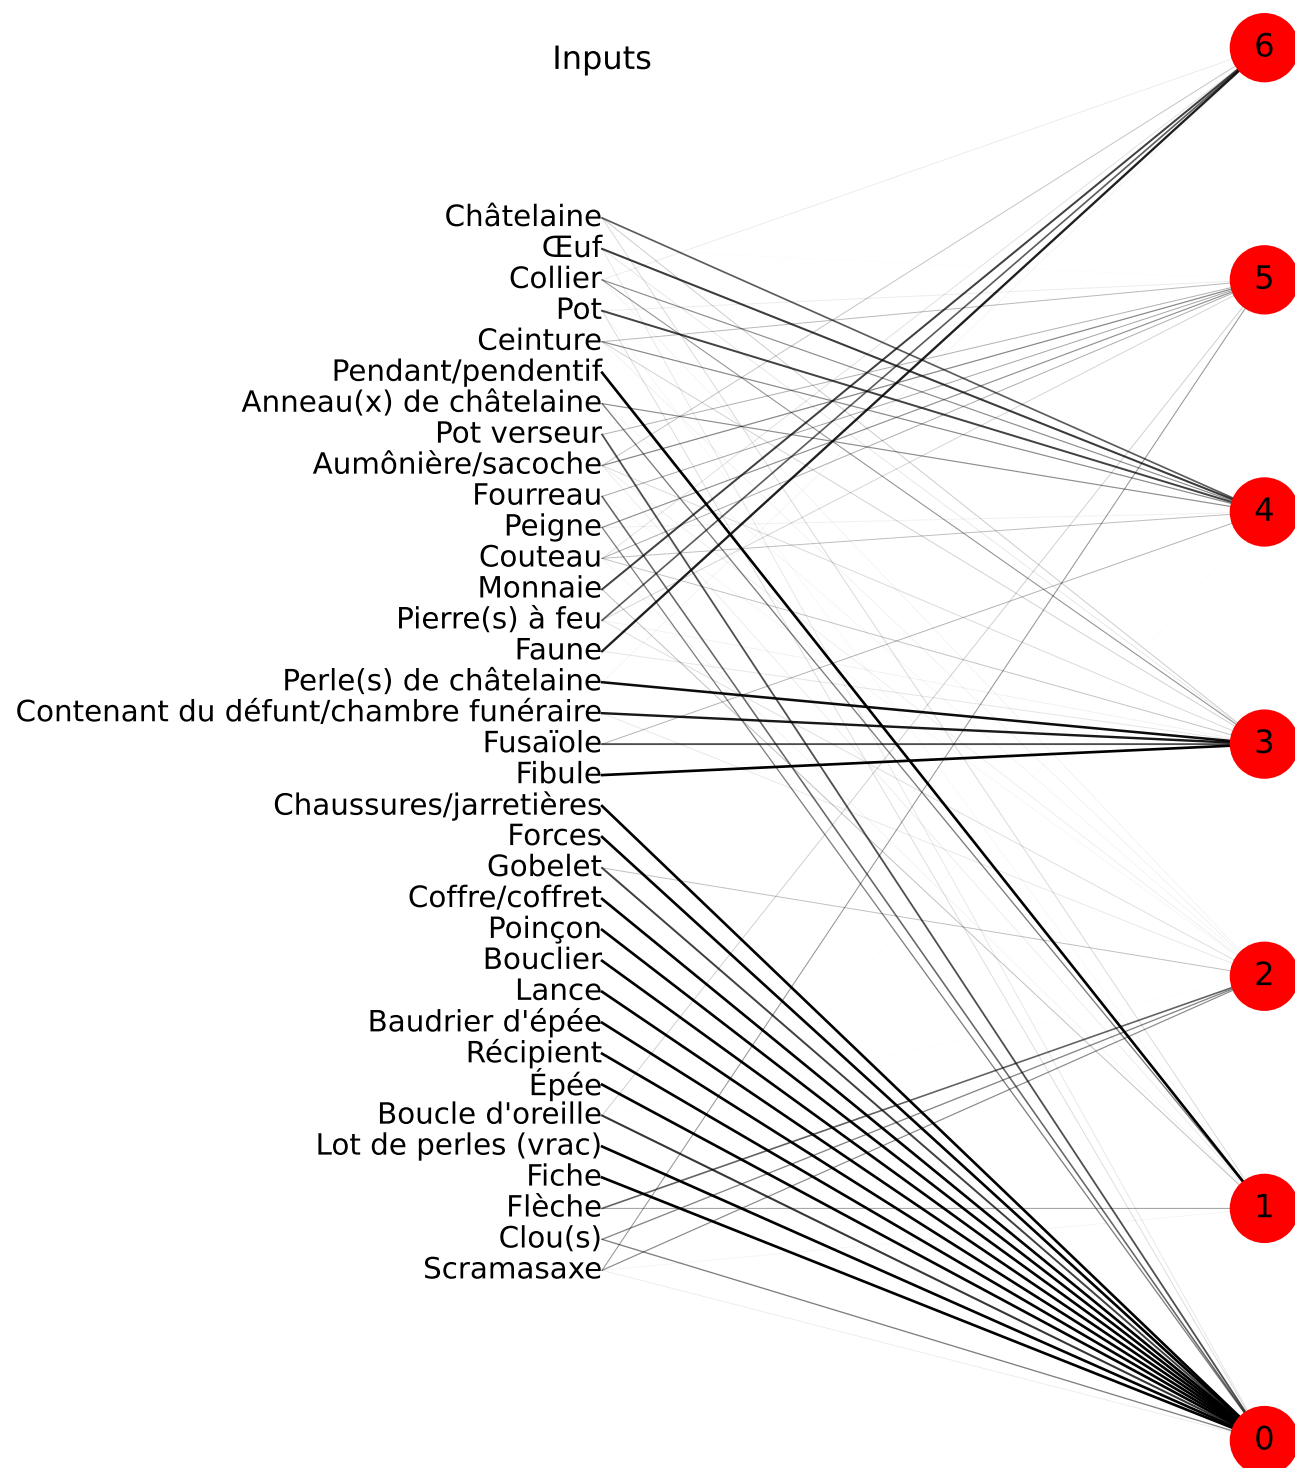 Inputs
Châtelaine
Œuf
Collier
Pot
Ceinture
Pendant/pendentif
Anneau(x) de châtelaine
Pot verseur
Aumônière/sacoche
Fourreau
Peigne
Couteau
Monnaie
Pierre(s) à feu
Faune
Perle(s) de châtelaine
Contenant du défunt/chambre funéraire
Fusaïole
Fibule
Chaussures/jarretières
Forces
Gobelet
Coffre/coffret
Poinçon
Bouclier
Lance
Baudrier d'épée
Récipient
Épée
Boucle d'oreille
Lot de perles (vrac)
Fiche
Flèche
Clou(s)
Scramasaxe
6
5
4
3
2
1
0